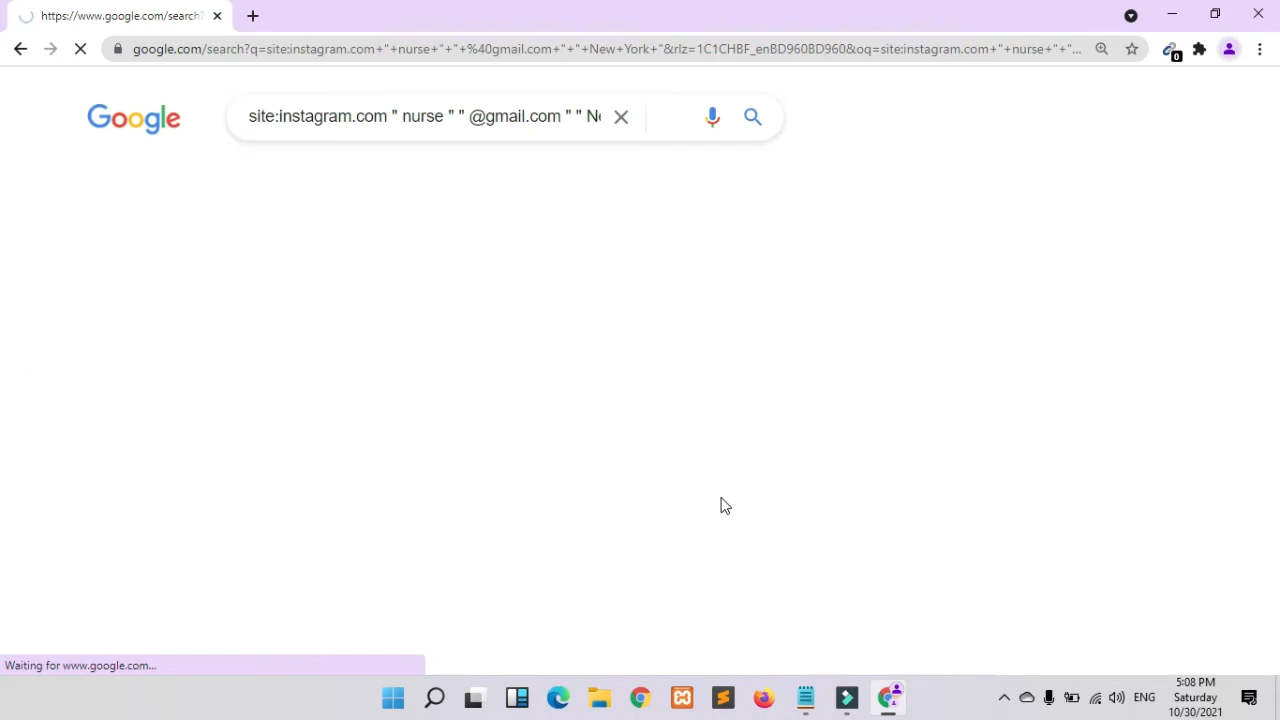 https://www.google.com/search?
google.com/search?q=site:instagram.com+"+nurse+"+"+%40gmail.com+"+"+New+York+"&rlz=1C1CHBF_enBD960BD960&oq=site:instagram.com+"+nurse+"+"...
0
Google
site:instagram.com " nurse " " @gmail.com " " Ne
Waiting for www.google.com...
ENG
5:08 PM
Saturday
10/30/2021